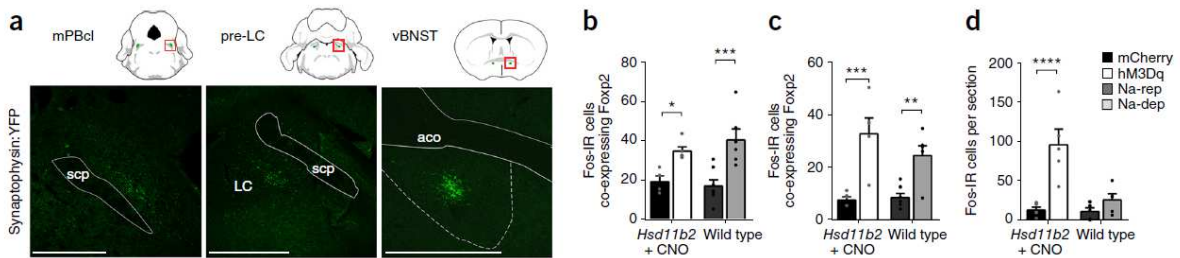 a
mPBcl
pre-LC
vBNST
Synaptophysin:YFP
scp
LC
scp
aco
b
Fos-IR cells
co-expressing Foxp2
80
60
40
20
0
*
***
Hsd11b2
+ CNO
Wild type
c
Fos-IR cells
co-expressing Foxp2
60
40
20
0
***
**
Hsd11b2
+ CNO
Wild type
d
Fos-IR cells per section
200
150
100
50
0
****
Hsd11b2
+ CNO
Wild type
mCherry
hM3Dq
Na-rep
Na-dep